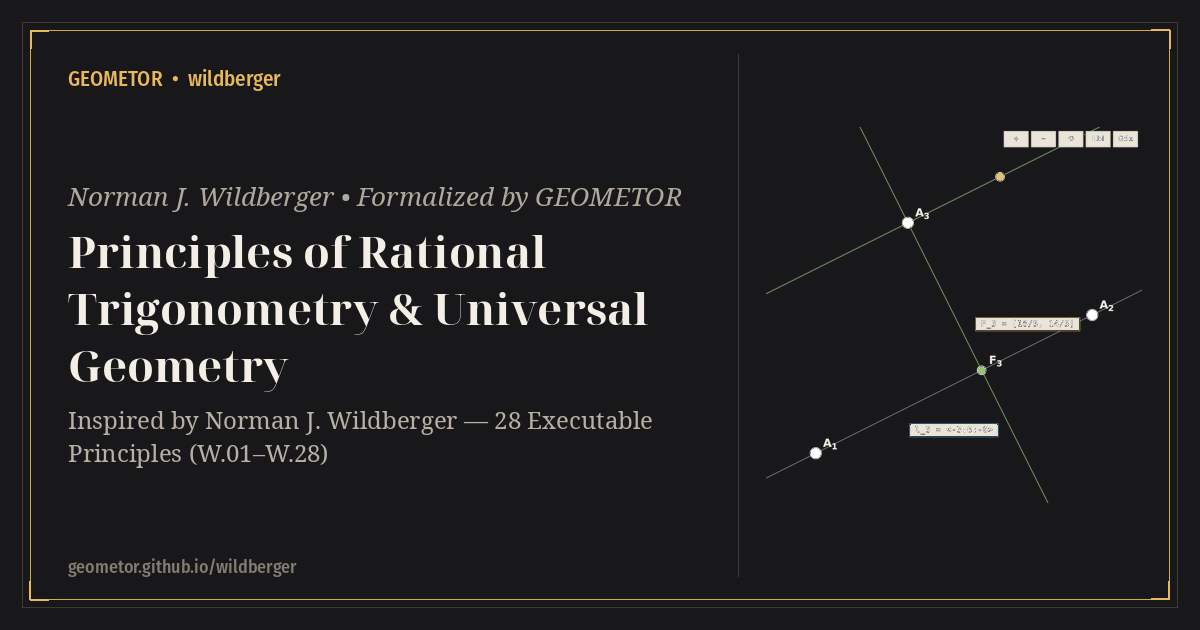 GEOMETOR • wildberger
Norman J. Wildberger • Formalized by GEOMETOR
Principles of Rational
Trigonometry & Universal
Geometry
Inspired by Norman J. Wildberger — 28 Executable
Principles (W.01–W.28)
geometor.github.io/wildberger
A₃
A₂
F₃
A₁